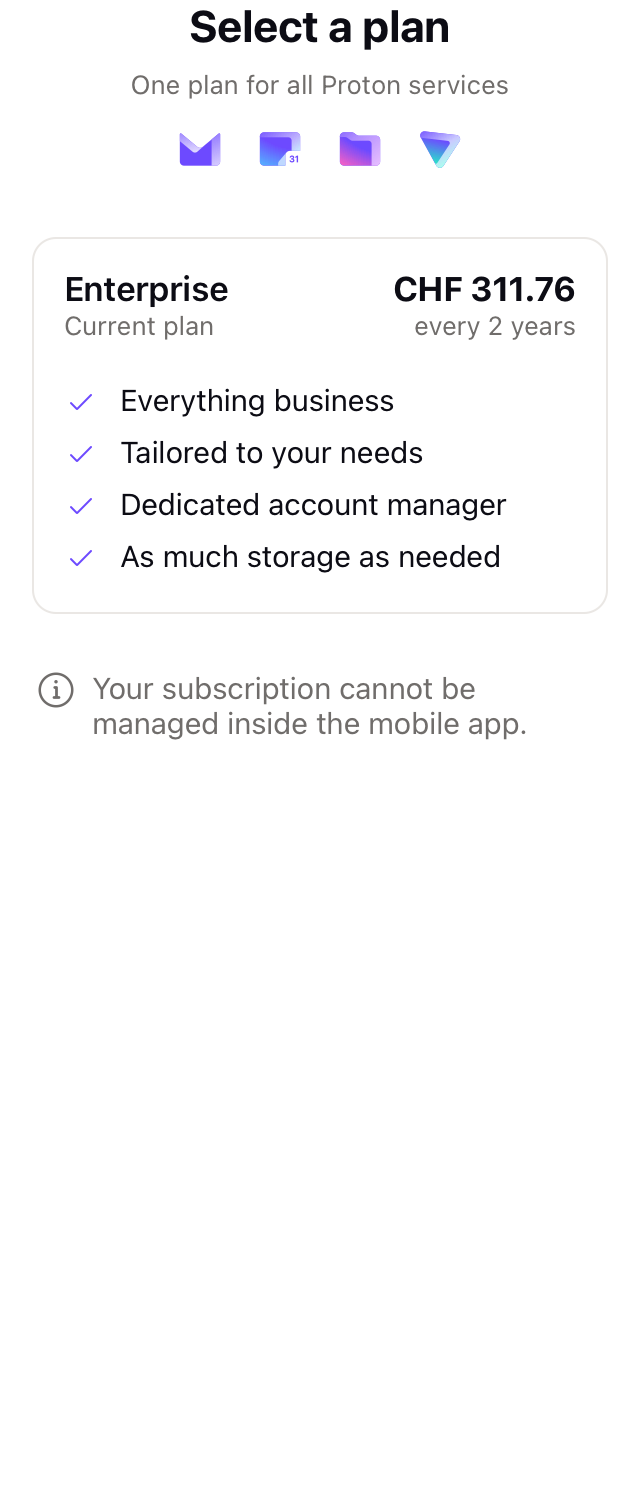 Select a plan
One plan for all Proton services
31
Enterprise CHF 311.76
Current plan every 2 years
Everything business
Tailored to your needs
Dedicated account manager
As much storage as needed
Your subscription cannot be
managed inside the mobile app.